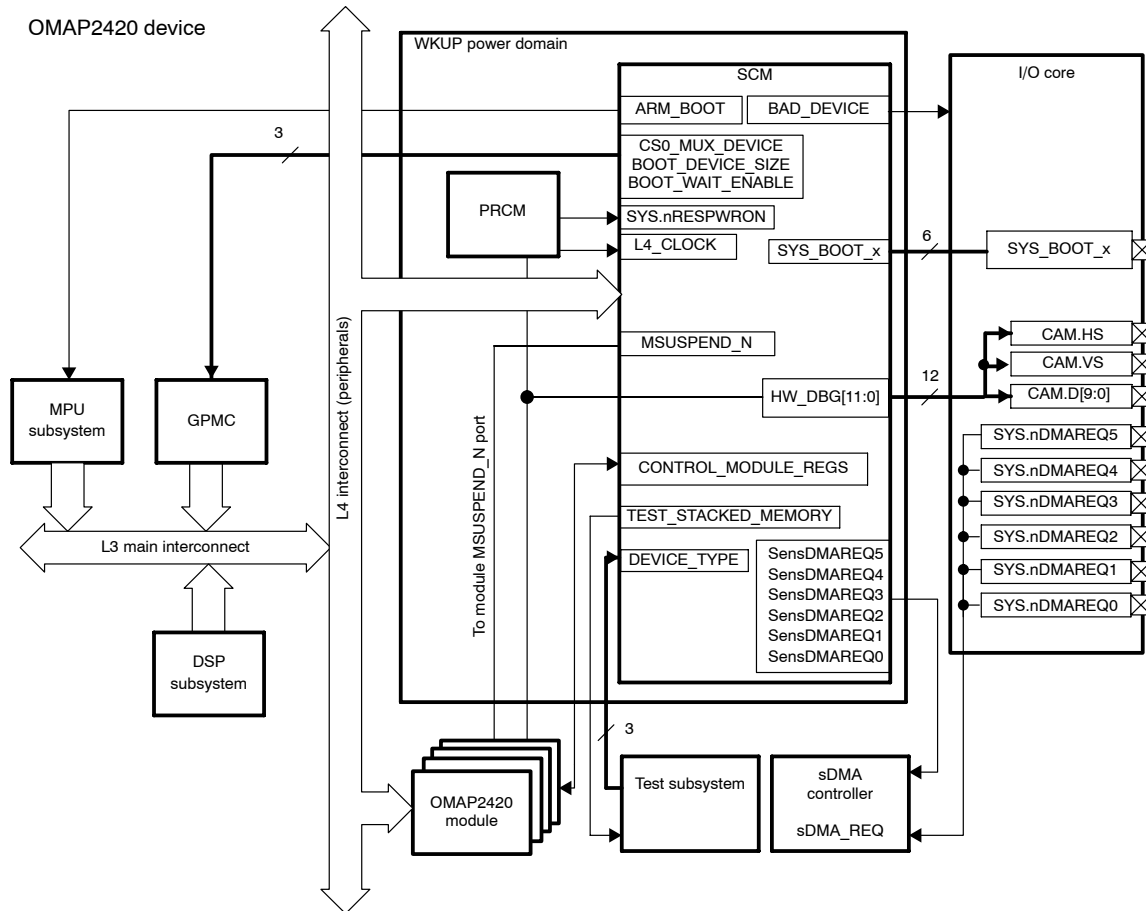 OMAP2420 device
WKUP power domain
SCM
I/O core
ARM_BOOT
BAD_DEVICE
3
CS0_MUX_DEVICE
BOOT_DEVICE_SIZE
BOOT_WAIT_ENABLE
PRCM
SYS.nRESPWRON
L4_CLOCK
SYS_BOOT_x
6
SYS_BOOT_x
L4 interconnect (peripherals)
MSUSPEND_N
CAM.HS
CAM.VS
CAM.D[9:0]
HW_DBG[11:0]
12
MPU
subsystem
GPMC
To module MSUSPEND_N port
SYS.nDMAREQ5
SYS.nDMAREQ4
SYS.nDMAREQ3
SYS.nDMAREQ2
SYS.nDMAREQ1
SYS.nDMAREQ0
CONTROL_MODULE_REGS
TEST_STACKED_MEMORY
L3 main interconnect
DEVICE_TYPE
SensDMAREQ5
SensDMAREQ4
SensDMAREQ3
SensDMAREQ2
SensDMAREQ1
SensDMAREQ0
DSP
subsystem
3
OMAP2420
module
Test subsystem
sDMA
controller
sDMA_REQ